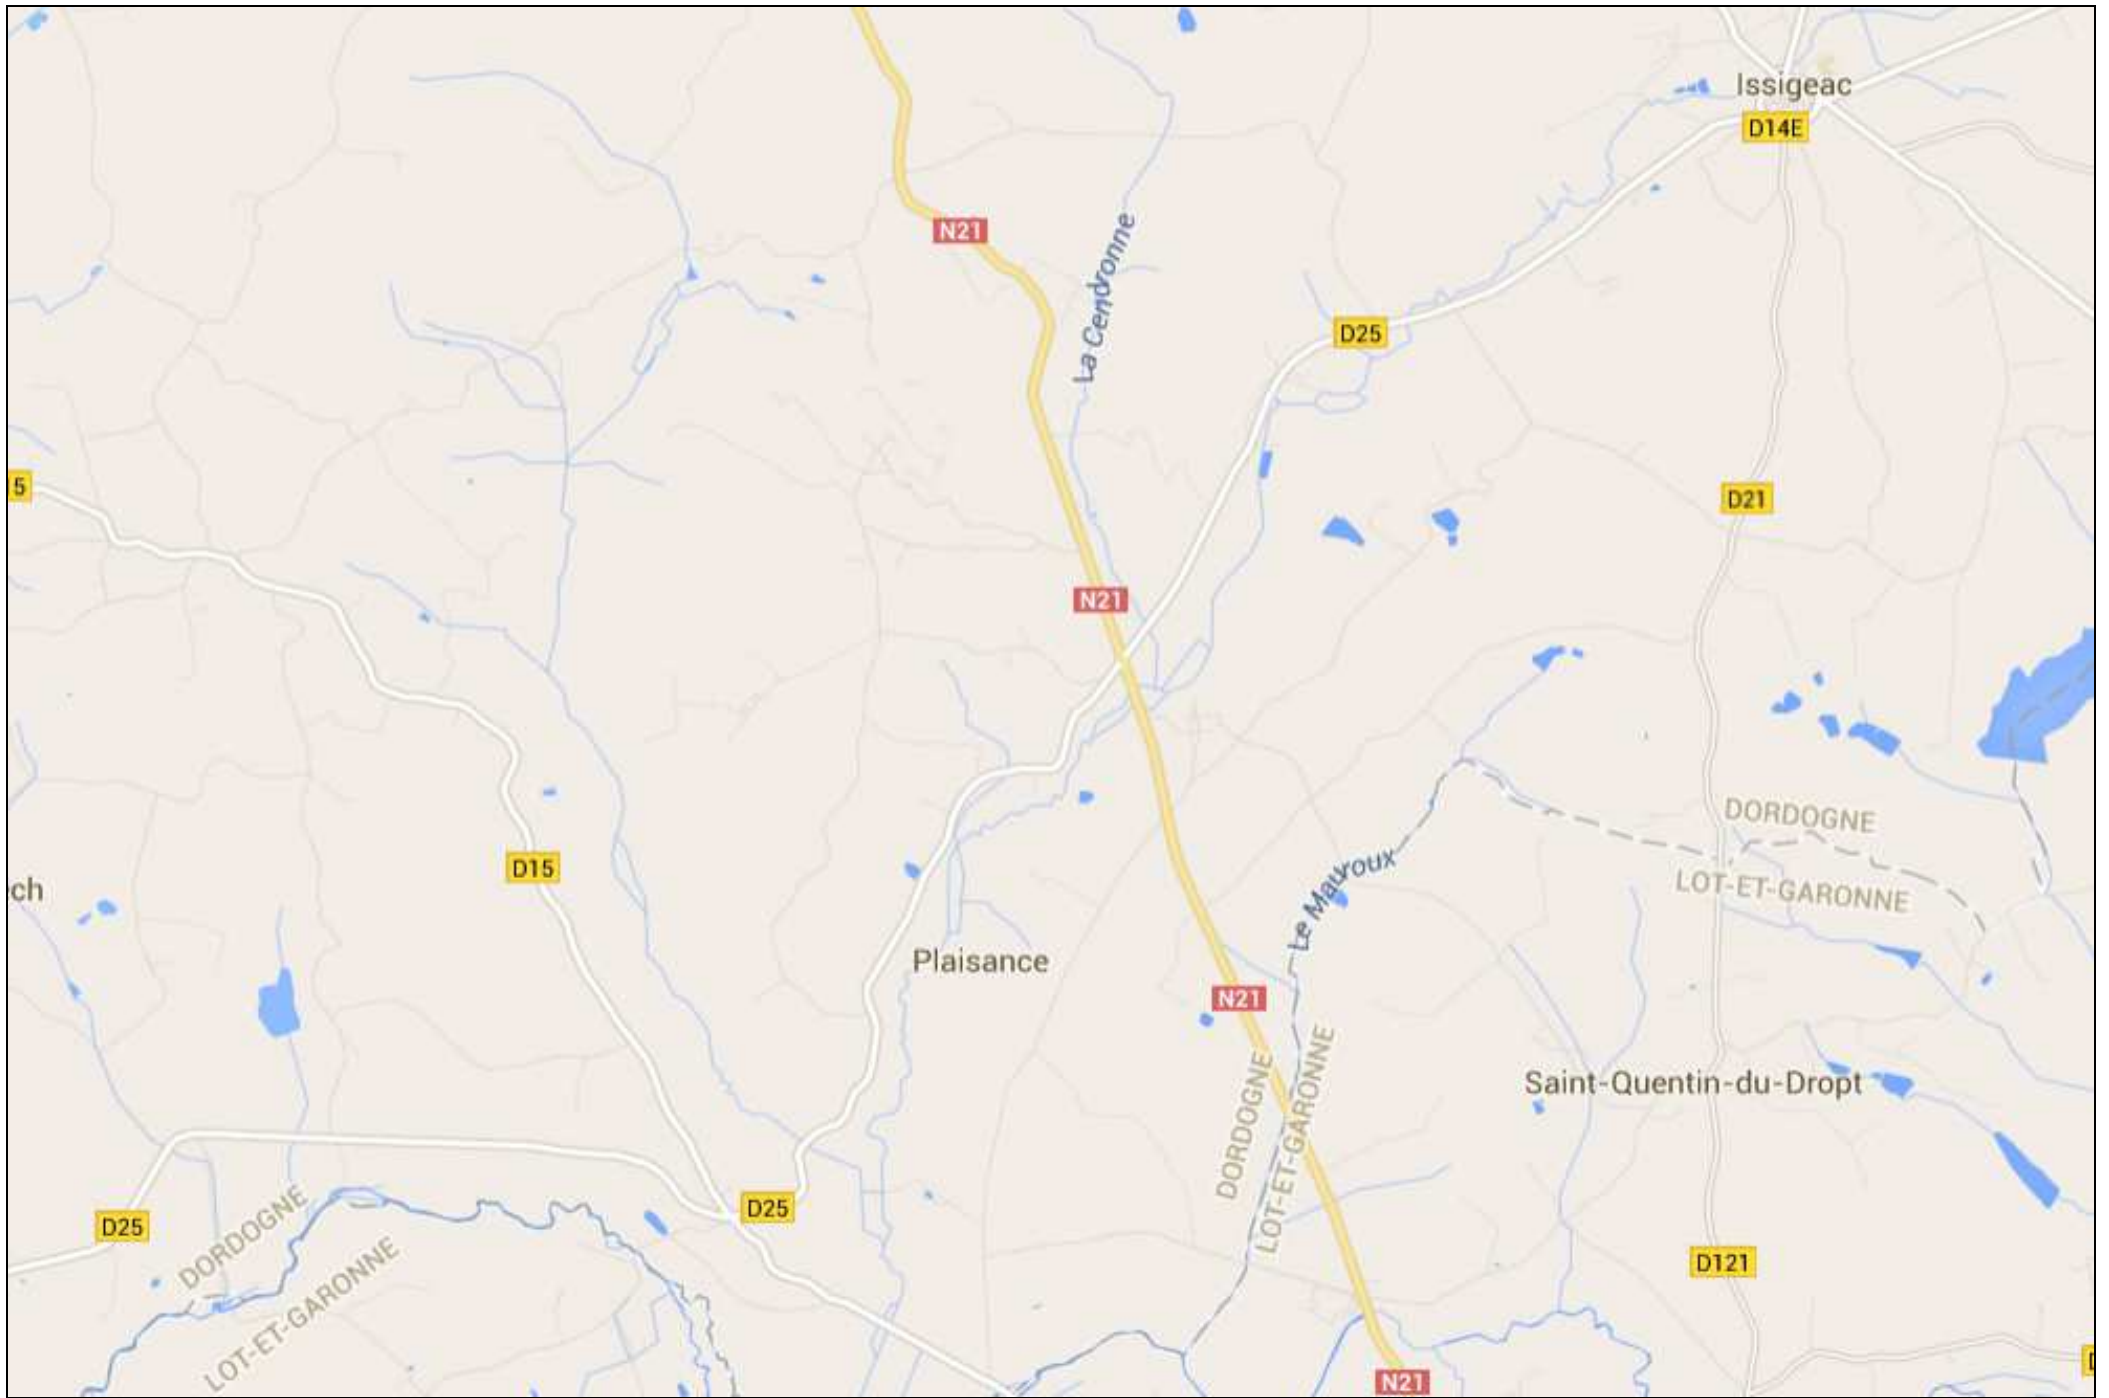 Issigeac
D14E
N21
La Cendronne
D25
5
D21
N21
DORDOGNE
D15
Le Mauroux
LOT-ET-GARONNE
ch
Plaisance
N21
DORDOGNE
LOT-ET-GARONNE
Saint-Quentin-du-Dropt
D25
D25
DORDOGNE
LOT-ET-GARONNE
D121
N21